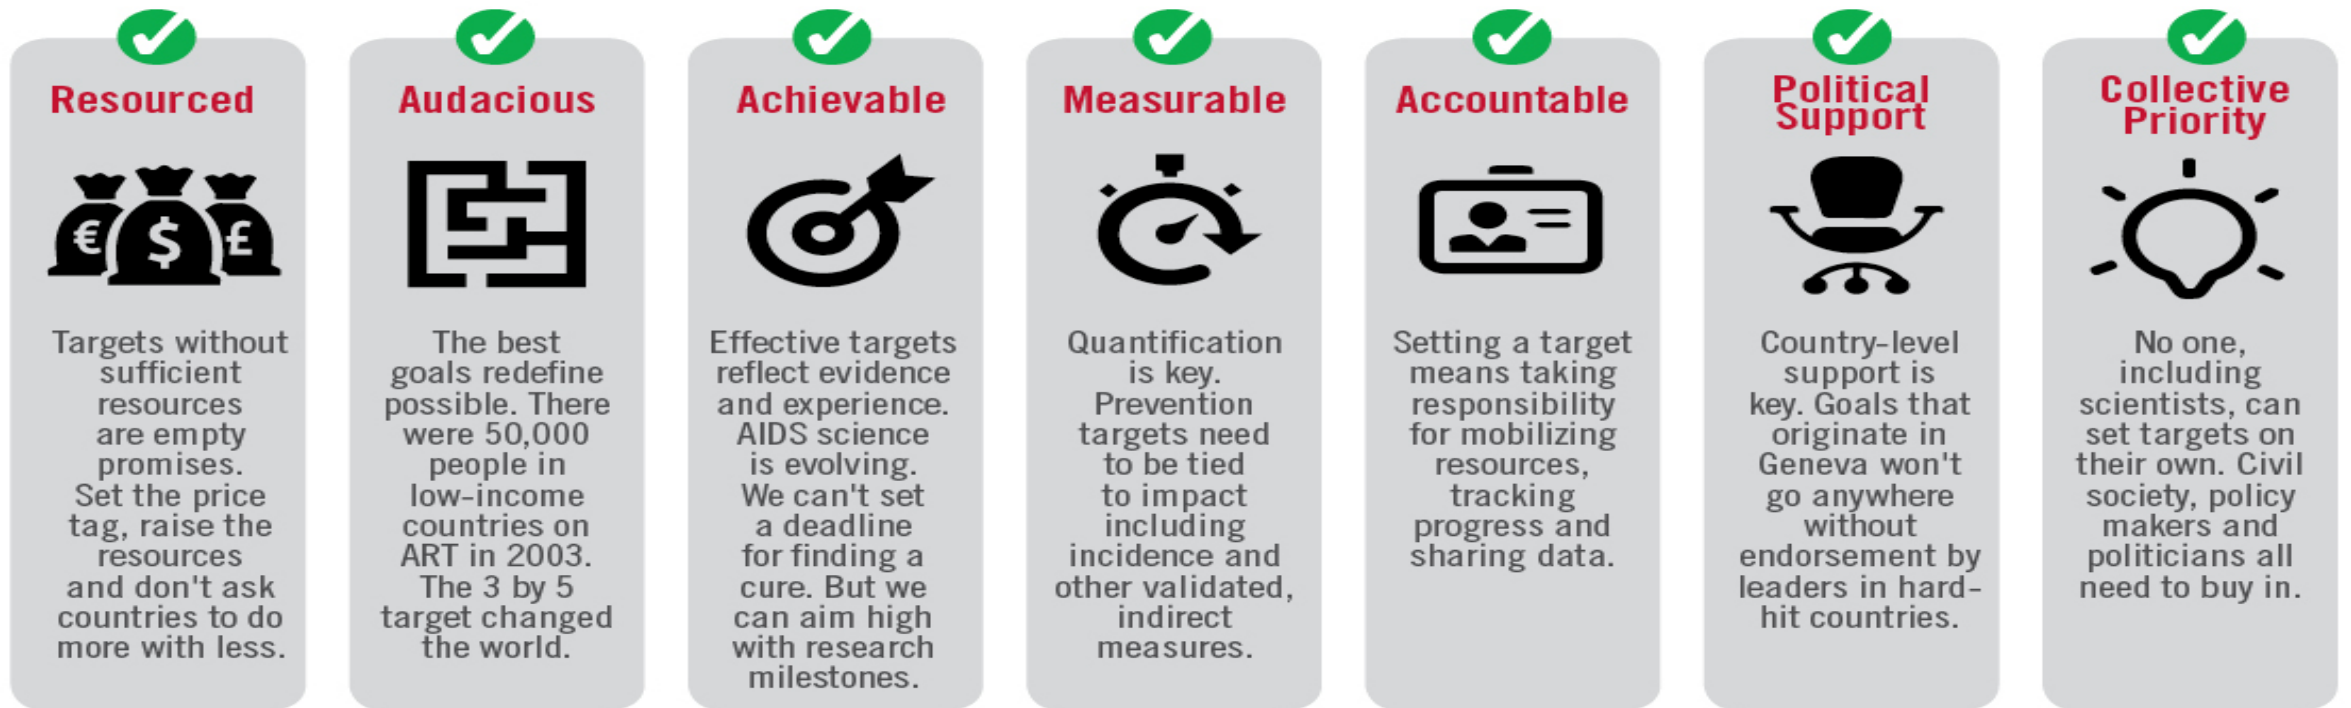 Resourced
€ $ £
Targets without
sufficient
resources
are empty
promises.
Set the price
tag, raise the
resources
and don't ask
countries to do
more with less.
Audacious
The best
goals redefine
possible. There
were 50,000
people in
low-income
countries on
ART in 2003.
The 3 by 5
target changed
the world.
Achievable
Effective targets
reflect evidence
and experience.
AIDS science
is evolving.
We can't set
a deadline
for finding a
cure. But we
can aim high
with research
milestones.
Measurable
Quantification
is key.
Prevention
targets need
to be tied
to impact
including
incidence and
other validated,
indirect
measures.
Accountable
Setting a target
means taking
responsibility
for mobilizing
resources,
tracking
progress and
sharing data.
Political
Support
Country-level
support is
key. Goals that
originate in
Geneva won't
go anywhere
without
endorsement by
leaders in hard-
hit countries.
Collective
Priority
No one,
including
scientists, can
set targets on
their own. Civil
society, policy
makers and
politicians all
need to buy in.